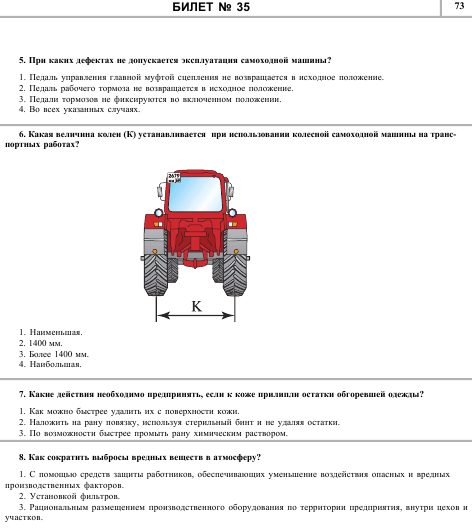 БИЛЕТ № 35
73
5. При каких дефектах не допускается эксплуатация самоходной машины?
1. Педаль управления главной муфтой сцепления не возвращается в исходное положение.
2. Педаль рабочего тормоза не возвращается в исходное положение.
3. Педали тормозов не фиксируются во включенном положении.
4. Во всех указанных случаях.
6. Какая величина колеи (К) устанавливается при использовании колесной самоходной машины на транс-
портных работах?
2679
К
1. Наименьшая.
2. 1400 мм.
3. Более 1400 мм.
4. Наибольшая.
7. Какие действия необходимо предпринять, если к коже прилипли остатки обгоревшей одежды?
1. Как можно быстрее удалить их с поверхности кожи.
2. Наложить на рану повязку, используя стерильный бинт и не удаляя остатки.
3. По возможности быстрее промыть рану химическим раствором.
8. Как сократить выбросы вредных веществ в атмосферу?
1. С помощью средств защиты работников, обеспечивающих уменьшение воздействия опасных и вредных
производственных факторов.
2. Установкой фильтров.
3. Рациональным размещением производственного оборудования по территории предприятия, внутри цехов и
участков.